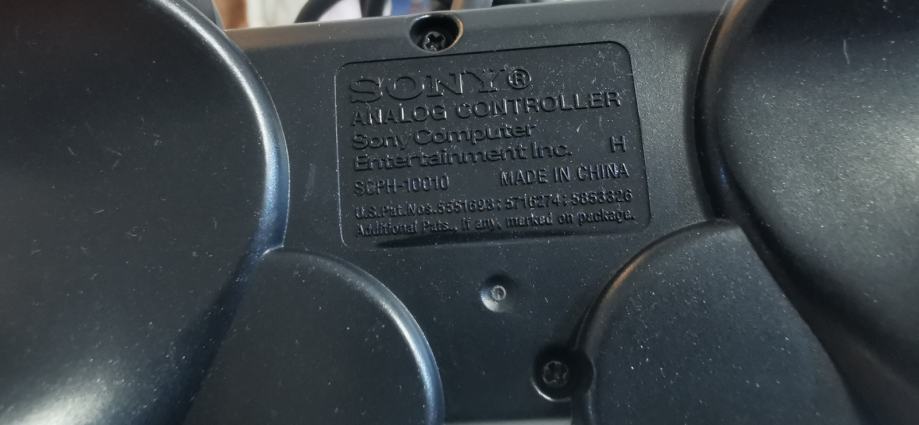 SONY®
ANALOG CONTROLLER
Sony Computer
Entertainment Inc. H
SCPH-10010 MADE IN CHINA
U.S.Pat.Nos.5551693;5716274;5853326
Additional Pats., if any, marked on package.